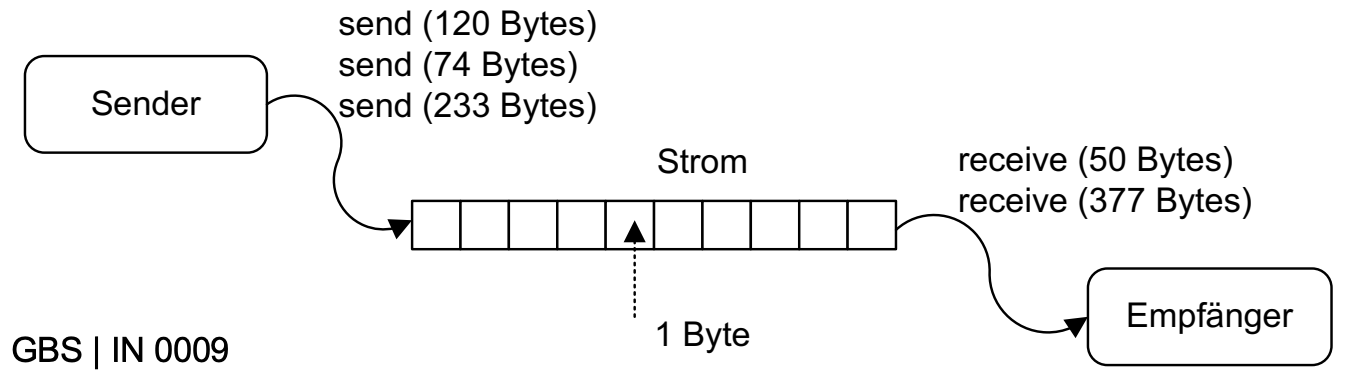 send (120 Bytes)
send (74 Bytes)
send (233 Bytes)
Sender
Strom
receive (50 Bytes)
receive (377 Bytes)
1 Byte
Empfänger
GBS | IN 0009